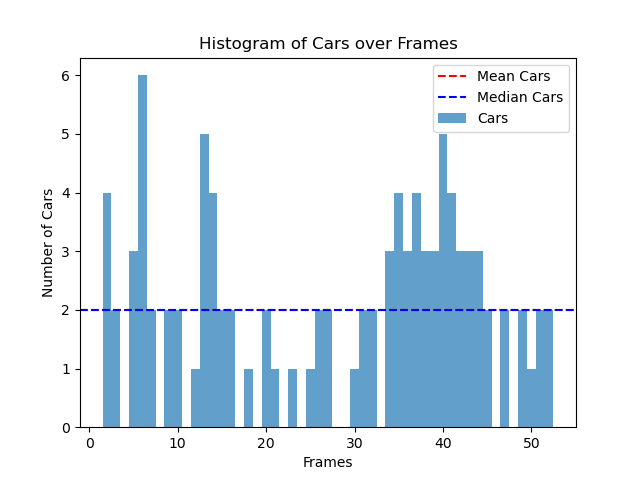 Histogram of Cars over Frames
Mean Cars
Median Cars
Cars
Number of Cars
6
5
4
3
2
1
0
0 10 20 30 40 50
Frames